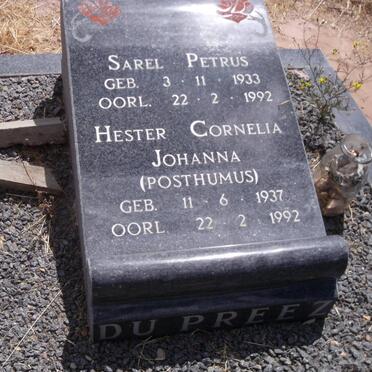 SAREL PETRUS
GEB. 3 · 11 · 1933
OORL. 22 · 2 · 1992
HESTER CORNELIA
JOHANNA
(POSTHUMUS)
GEB. 11 · 6 · 1937
OORL 22 · 2 · 1992
DU PREEZ